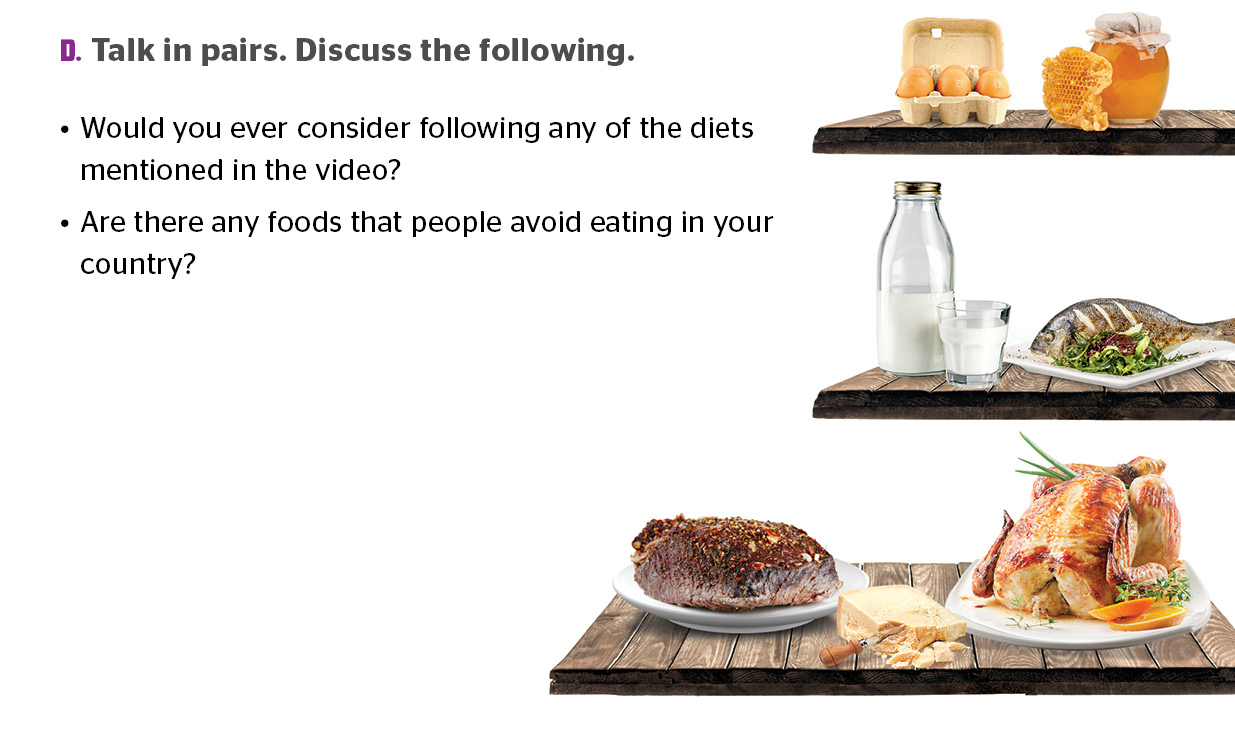 D. Talk in pairs. Discuss the following.
• Would you ever consider following any of the diets
mentioned in the video?
• Are there any foods that people avoid eating in your
country?